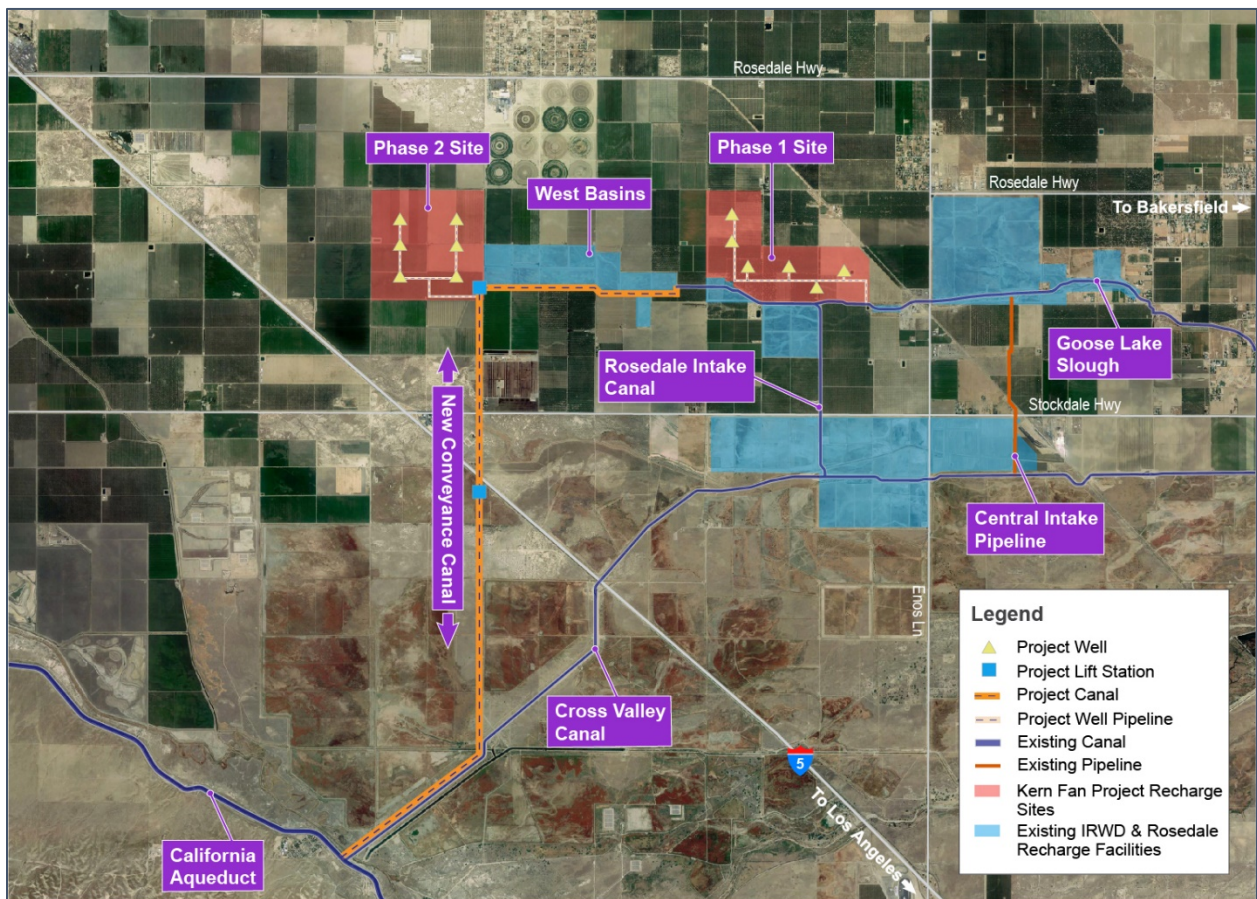 Rosedale Hwy
Phase 2 Site
Phase 1 Site
West Basins
Rosedale Hwy
To Bakersfield
Goose Lake
Slough
Rosedale Intake
Canal
New Conveyance Canal
Stockdale Hwy
Central Intake
Pipeline
Enos Ln
Cross Valley
Canal
5
To Los Angeles
California
Aqueduct
Legend
Project Well
Project Lift Station
Project Canal
Project Well Pipeline
Existing Canal
Existing Pipeline
Kern Fan Project Recharge
Sites
Existing IRWD & Rosedale
Recharge Facilities